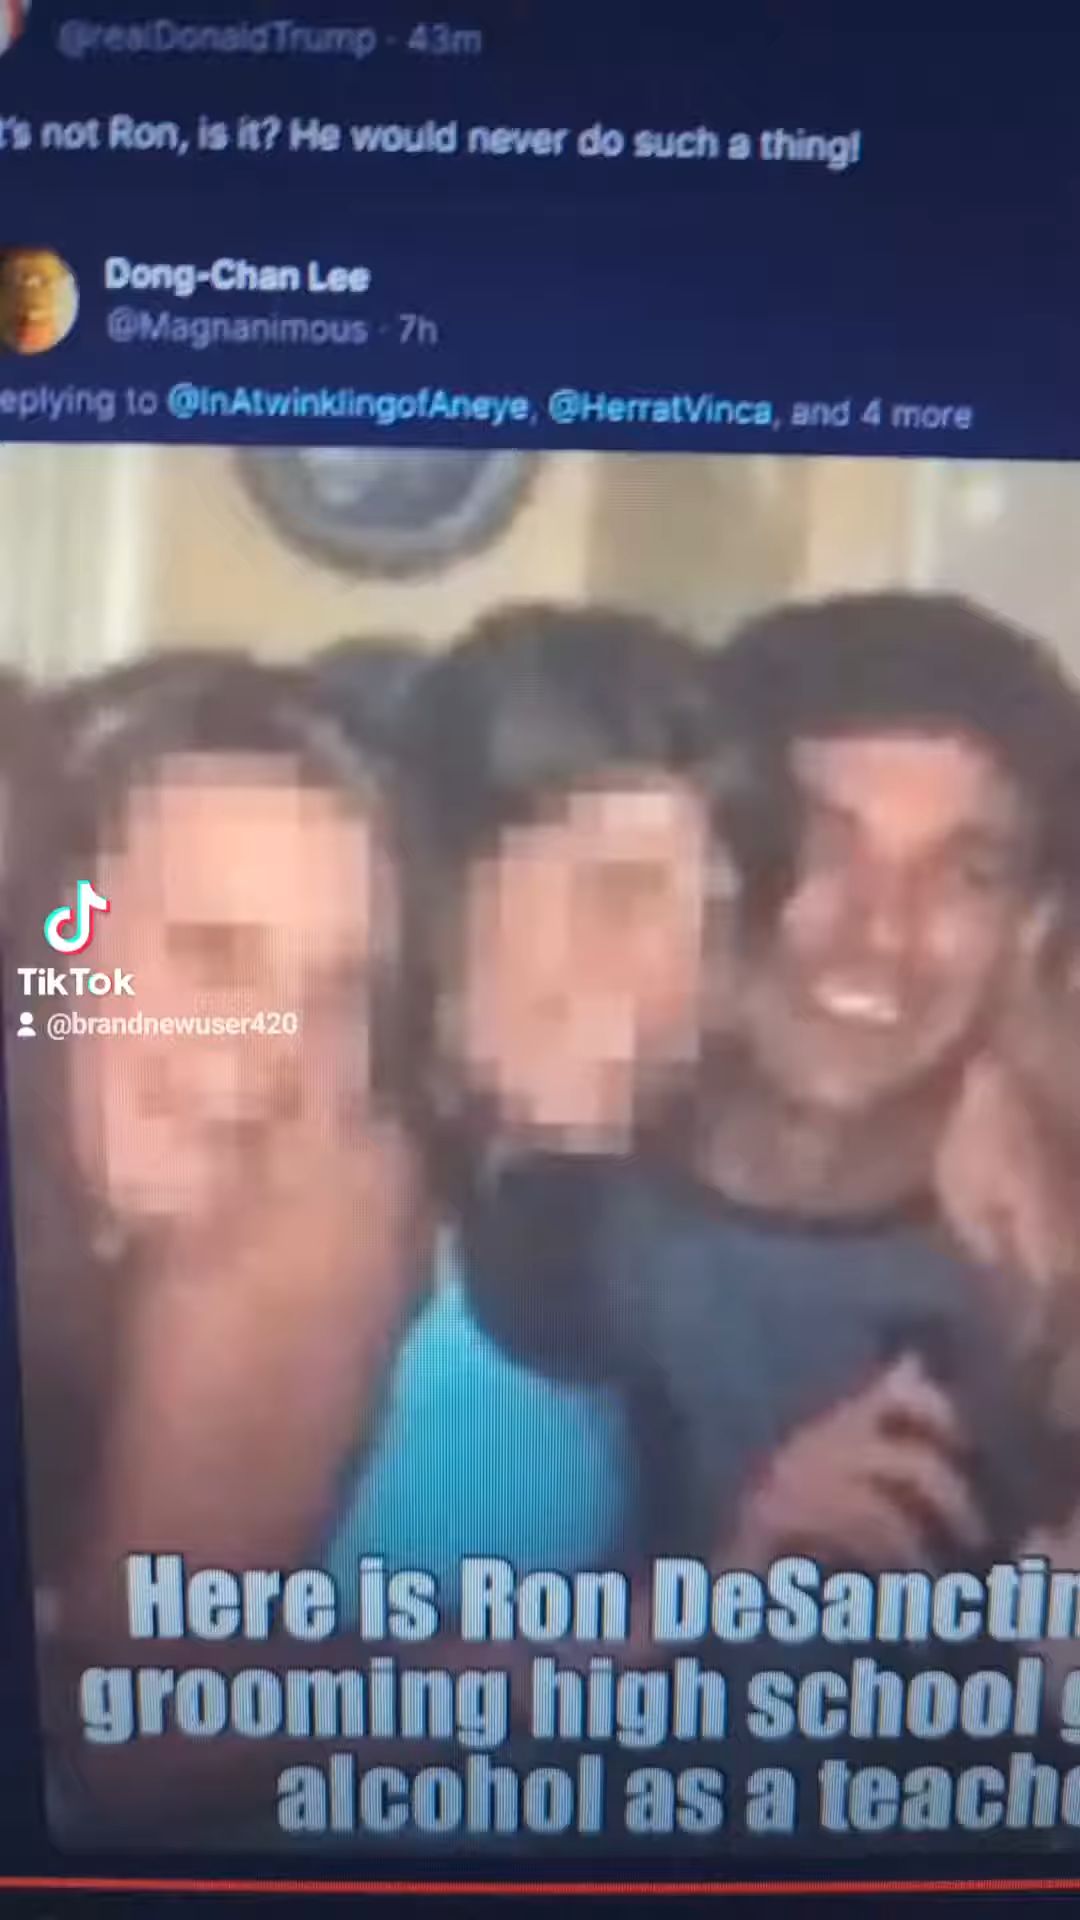 @realDonaldTrump · 43m
t's not Ron, is it? He would never do such a thing!
Dong-Chan Lee
@Magnanimous · 7h
eplying to @InAtwinklingofAneye, @HerratVinca, and 4 more
TikTok
@brandnewuser420
Here is Ron DeSanctim
grooming high school g
alcohol as a teache